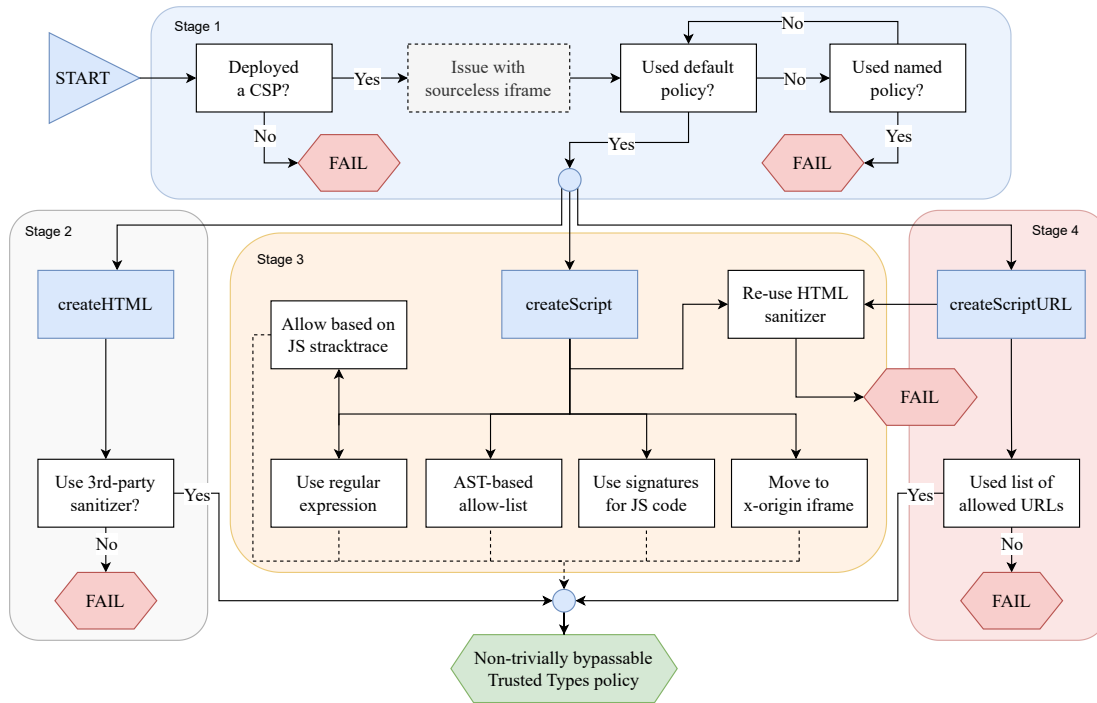 Stage 1
START
Deployed
a CSP?
Yes
Issue with
sourceless iframe
Used default
policy?
No
No
Used named
policy?
No
FAIL
Yes
FAIL
Yes
Stage 2
createHTML
Use 3rd-party
sanitizer?
Yes
No
FAIL
Stage 3
createScript
Re-use HTML
sanitizer
Allow based on
JS stracktrace
FAIL
Use regular
expression
AST-based
allow-list
Use signatures
for JS code
Move to
x-origin iframe
Stage 4
createScriptURL
Used list of
allowed URLs
Yes
No
FAIL
Non-trivially bypassable
Trusted Types policy